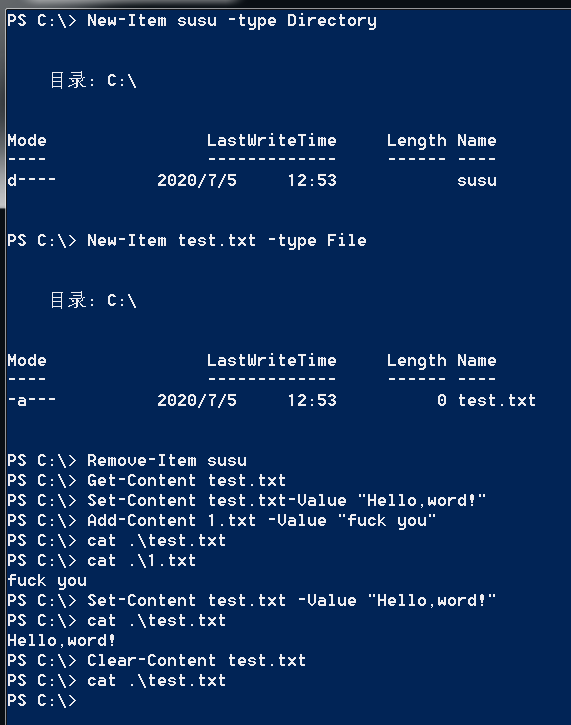 PS C:\> New-Item susu -type Directory
目录: C:\
Mode                LastWriteTime     Length Name
----                -------------     ------ ----
d----          2020/7/5     12:53            susu
PS C:\> New-Item test.txt -type File
目录: C:\
Mode                LastWriteTime     Length Name
----                -------------     ------ ----
-a---          2020/7/5     12:53          0 test.txt
PS C:\> Remove-Item susu
PS C:\> Get-Content test.txt
PS C:\> Set-Content test.txt-Value "Hello,word!"
PS C:\> Add-Content 1.txt -Value "fuck you"
PS C:\> cat .\test.txt
PS C:\> cat .\1.txt
fuck you
PS C:\> Set-Content test.txt -Value "Hello,word!"
PS C:\> cat .\test.txt
Hello,word!
PS C:\> Clear-Content test.txt
PS C:\> cat .\test.txt
PS C:\>